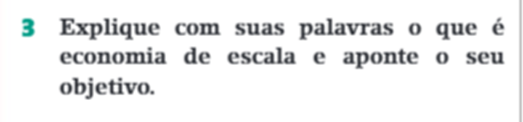 3 Explique com suas palavras o que é
economia de escala e aponte o seu
objetivo.